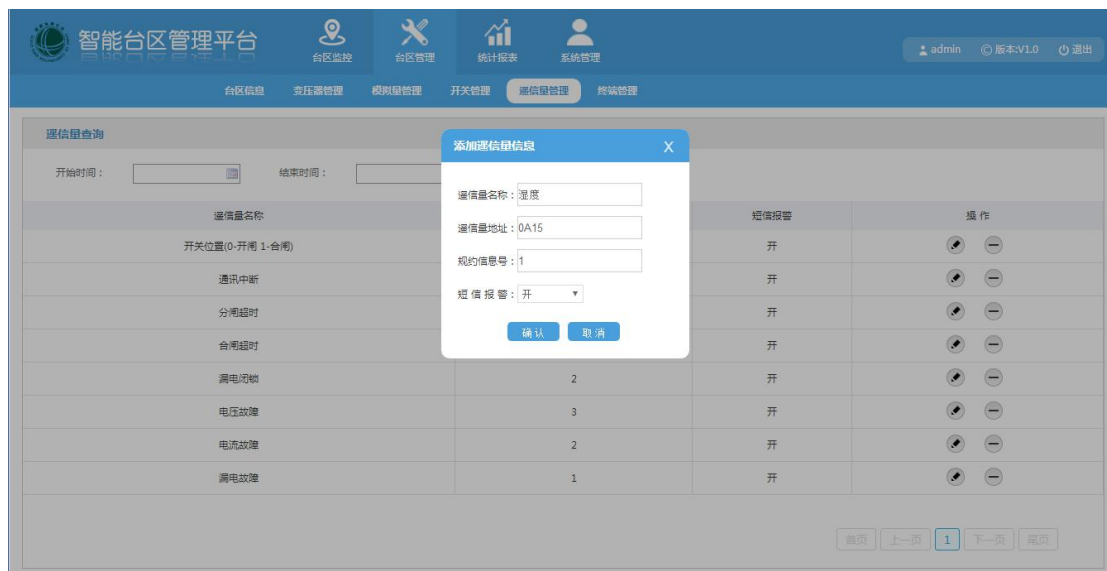 智能台区管理平台
台区监控
台区管理
统计报表
系统管理
admin
© 版本:V1.0
退出
台区信息
变压器管理
模拟量管理
开关管理
遥信量管理
终端管理
遥信量查询
开始时间：
结束时间：
遥信量名称
短信报警
操 作
开关位置(0-开闸 1-合闸)
开
通讯中断
开
分闸超时
开
合闸超时
开
漏电闭锁
2
开
电压故障
3
开
电流故障
2
开
漏电故障
1
开
添加遥信量信息
X
遥信量名称：湿度
遥信量地址：0A15
规约信息号：1
短 信 报 警：开
确 认
取 消
首页
上一页
1
下一页
尾页